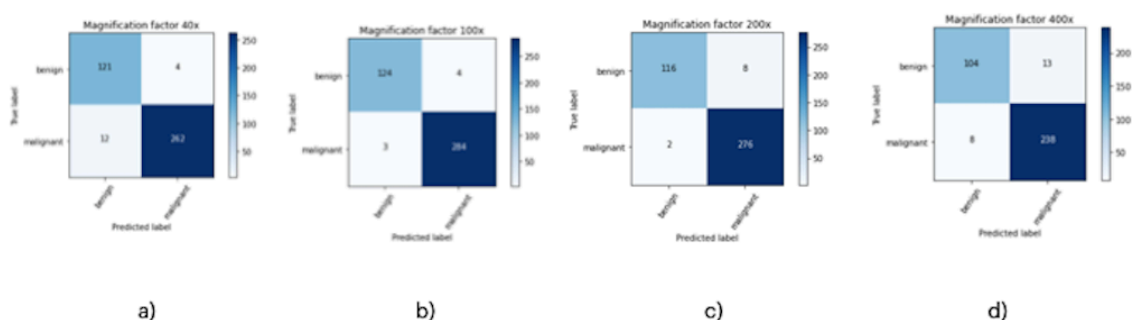 Magnification factor 40x
benign
malignant
True label
121
4
12
262
250
200
150
100
50
benign
malignant
Predicted label
a)
Magnification factor 100x
benign
malignant
True label
124
4
3
284
250
200
150
100
50
benign
malignant
Predicted label
b)
Magnification factor 200x
benign
malignant
True label
116
8
2
276
250
200
150
100
50
benign
malignant
Predicted label
c)
Magnification factor 400x
benign
malignant
True label
104
13
8
238
200
150
100
50
benign
malignant
Predicted label
d)